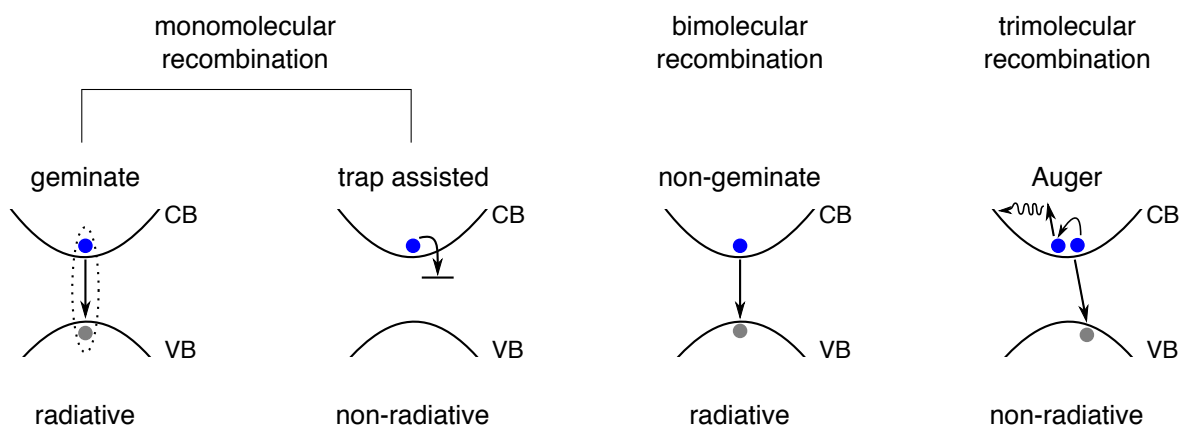 monomolecular
recombination
bimolecular
recombination
trimolecular
recombination
geminate
trap assisted
non-geminate
Auger
CB
CB
CB
CB
VB
VB
VB
VB
radiative
non-radiative
radiative
non-radiative